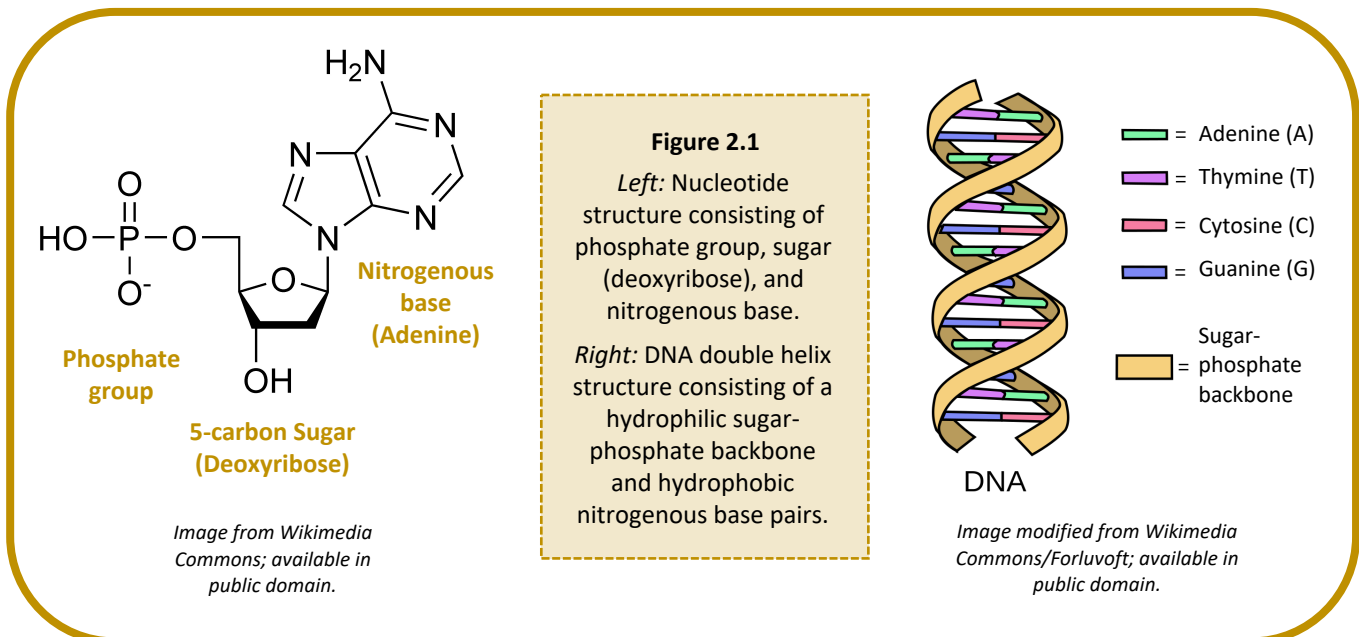 H₂N
N
N
N
N
O
HO
P
O
O
O⁻
OH
Nitrogenous
base
(Adenine)
Phosphate
group
5-carbon Sugar
(Deoxyribose)
Image from Wikimedia
Commons; available in
public domain.
Figure 2.1
Left: Nucleotide
structure consisting of
phosphate group, sugar
(deoxyribose), and
nitrogenous base.
Right: DNA double helix
structure consisting of a
hydrophilic sugar-
phosphate backbone
and hydrophobic
nitrogenous base pairs.
DNA
= Adenine (A)
= Thymine (T)
= Cytosine (C)
= Guanine (G)
= Sugar-
phosphate
backbone
Image modified from Wikimedia
Commons/Forluvoft; available in
public domain.